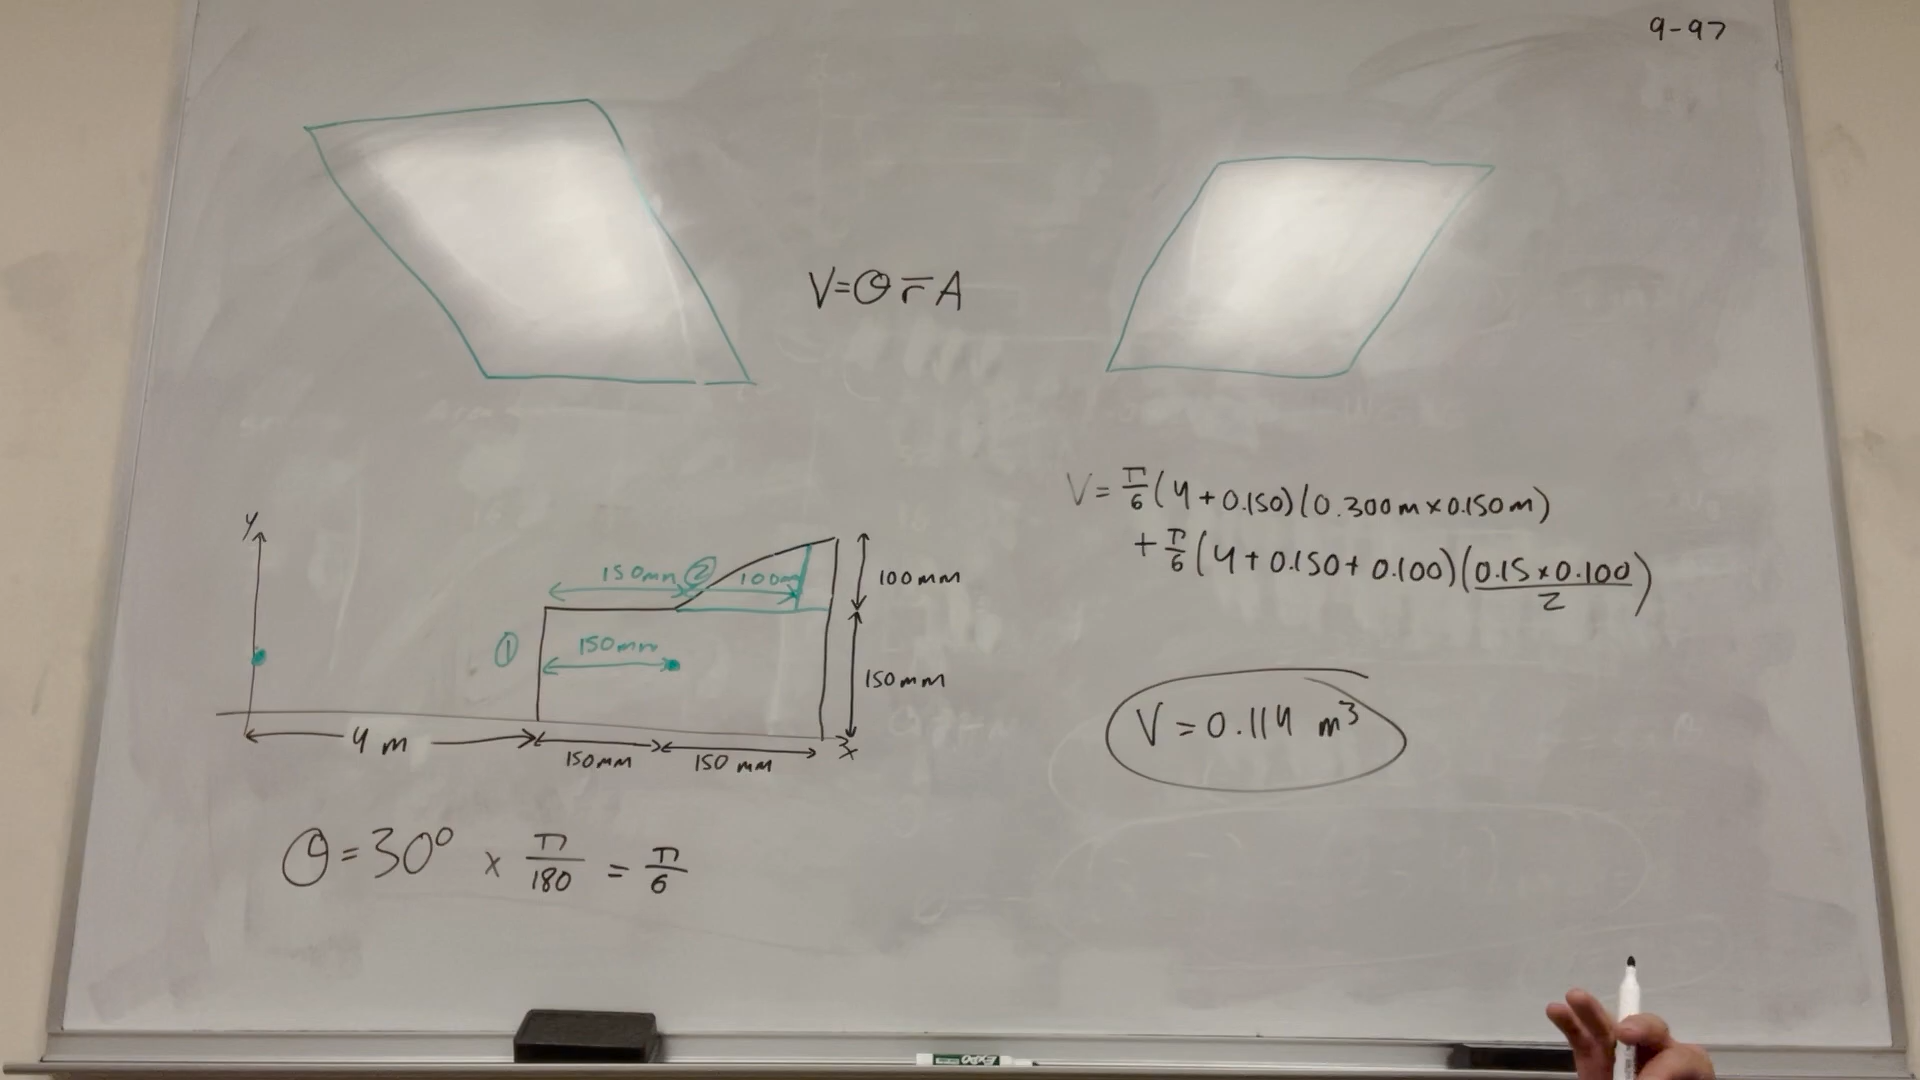 9-97
V=θr̅A
y
150mm ② 100mm
100mm
① 150mm
150mm
4 m
150mm 150 mm
x
θ=30° x π/180 = π/6
V= π/6 (4+0.150)(0.300m×0.150m)
+ π/6 (4+0.150+0.100)(0.15×0.100/2)
V = 0.114 m³
EXPO